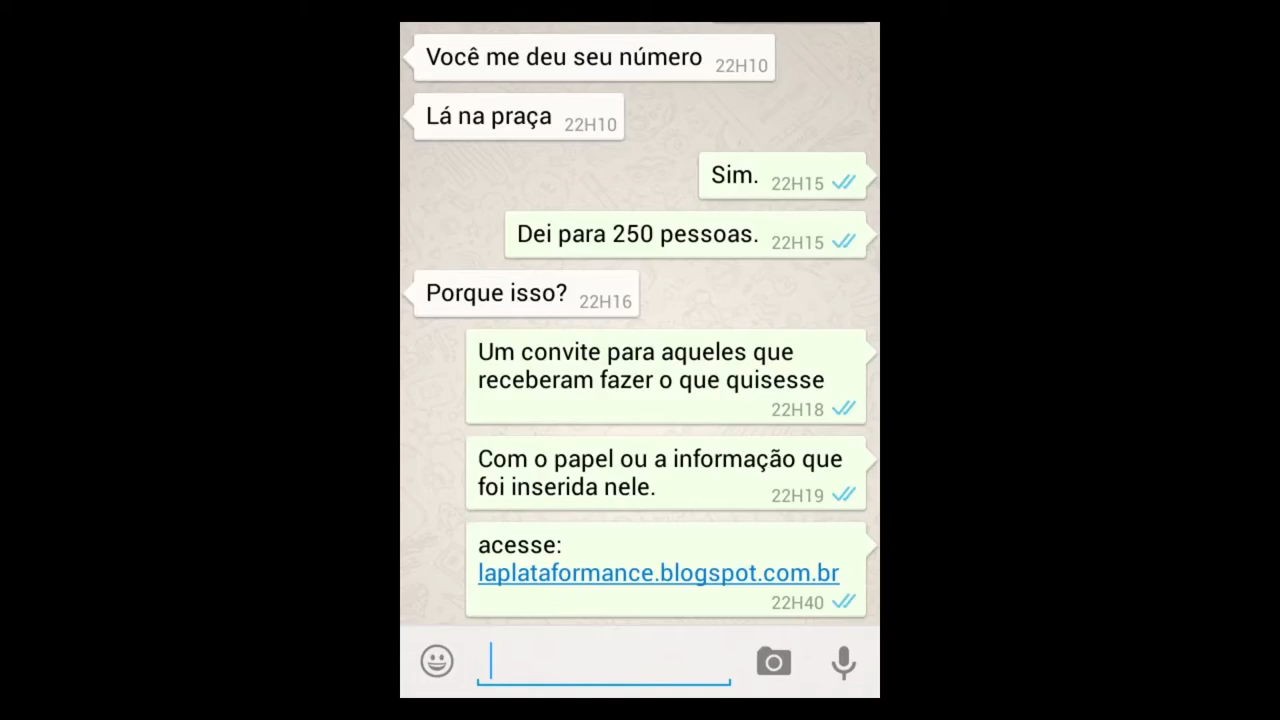 Você me deu seu número 22H10
Lá na praça 22H10
Sim. 22H15
Dei para 250 pessoas. 22H15
Porque isso? 22H16
Um convite para aqueles que
receberam fazer o que quisesse
22H18
Com o papel ou a informação que
foi inserida nele. 22H19
acesse:
laplataformance.blogspot.com.br
22H40